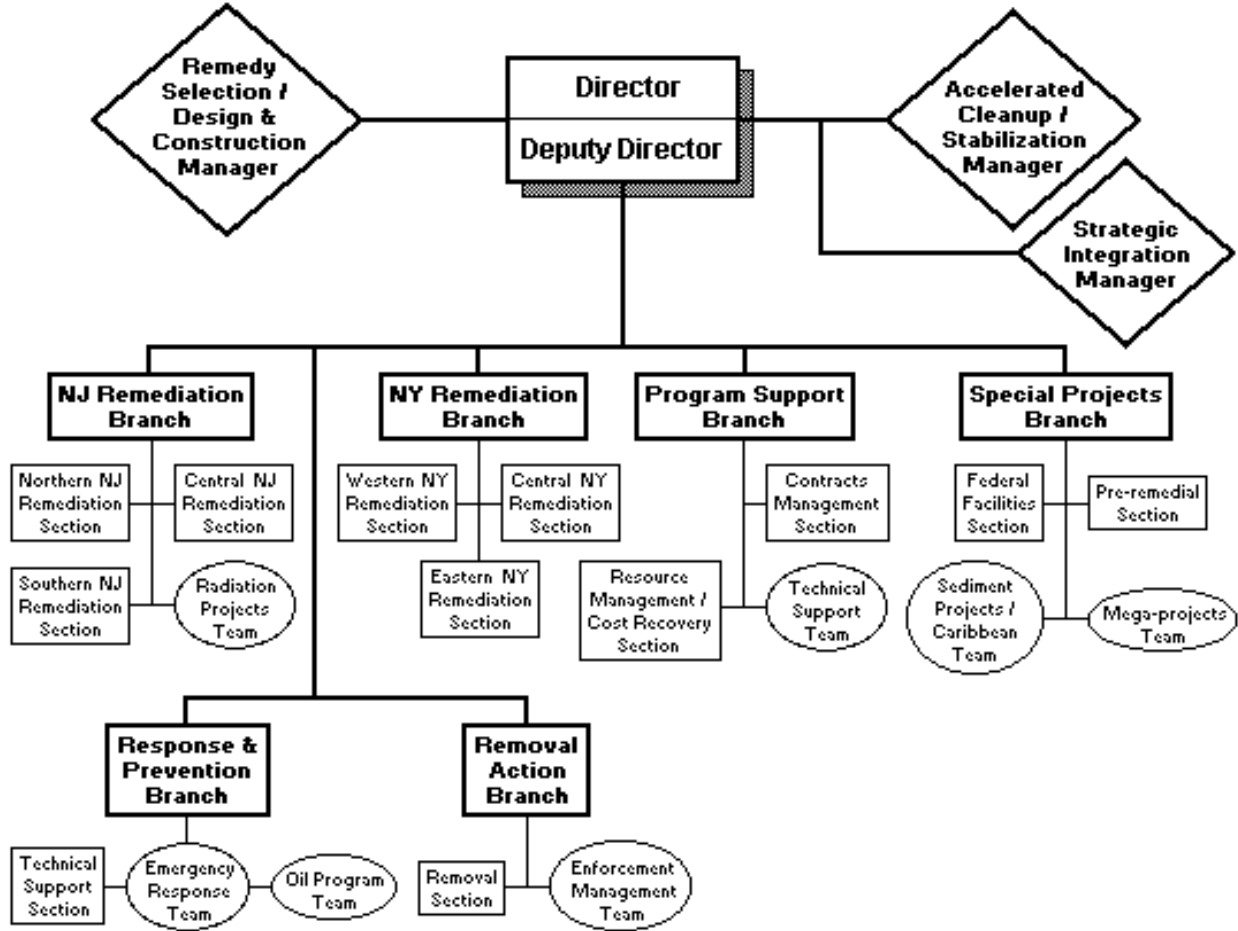 Remedy
Selection /
Design &
Construction
Manager
Director
Deputy Director
Accelerated
Cleanup /
Stabilization
Manager
Strategic
Integration
Manager
NJ Remediation
Branch
NY Remediation
Branch
Program Support
Branch
Special Projects
Branch
Northern NJ
Remediation
Section
Central NJ
Remediation
Section
Southern NJ
Remediation
Section
Radiation
Projects
Team
Western NY
Remediation
Section
Central NY
Remediation
Section
Eastern NY
Remediation
Section
Contracts
Management
Section
Resource
Management /
Cost Recovery
Section
Technical
Support
Team
Federal
Facilities
Section
Pre-remedial
Section
Sediment
Projects /
Caribbean
Team
Mega-projects
Team
Response &
Prevention
Branch
Removal
Action
Branch
Technical
Support
Section
Emergency
Response
Team
Oil Program
Team
Removal
Section
Enforcement
Management
Team